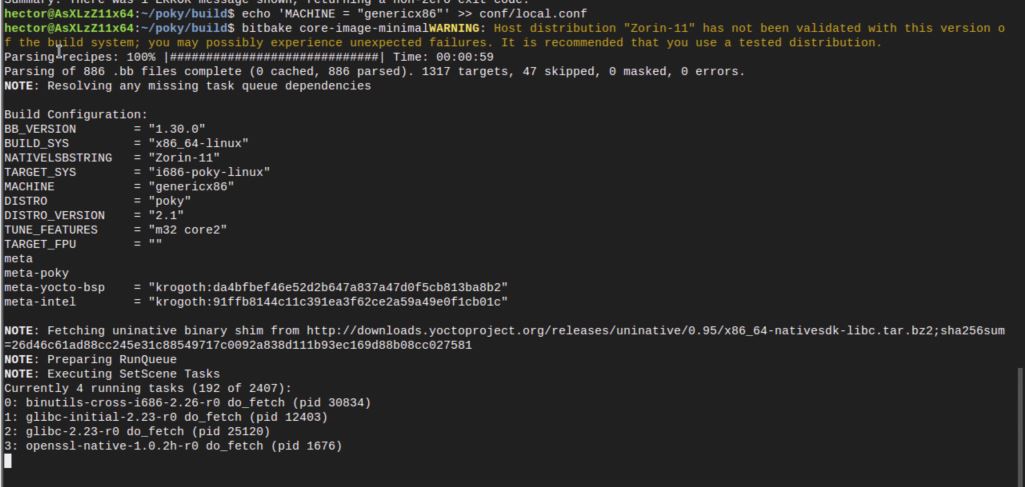 Summary: There was 1 ERROR message shown, returning a non-zero exit code.
hector@AsXLzZ11x64:~/poky/build$ echo 'MACHINE = "genericx86"' >> conf/local.conf
hector@AsXLzZ11x64:~/poky/build$ bitbake core-image-minimalWARNING: Host distribution "Zorin-11" has not been validated with this version o
f the build system; you may possibly experience unexpected failures. It is recommended that you use a tested distribution.
Parsing recipes: 100% |#############################| Time: 00:00:59
Parsing of 886 .bb files complete (0 cached, 886 parsed). 1317 targets, 47 skipped, 0 masked, 0 errors.
NOTE: Resolving any missing task queue dependencies
Build Configuration:
BB_VERSION        = "1.30.0"
BUILD_SYS         = "x86_64-linux"
NATIVELSBSTRING   = "Zorin-11"
TARGET_SYS        = "i686-poky-linux"
MACHINE           = "genericx86"
DISTRO            = "poky"
DISTRO_VERSION    = "2.1"
TUNE_FEATURES     = "m32 core2"
TARGET_FPU        = ""
meta
meta-poky
meta-yocto-bsp    = "krogoth:da4bfbef46e52d2b647a837a47d0f5cb813ba8b2"
meta-intel        = "krogoth:91ffb8144c11c391ea3f62ce2a59a49e0f1cb01c"
NOTE: Fetching uninative binary shim from http://downloads.yoctoproject.org/releases/uninative/0.95/x86_64-nativesdk-libc.tar.bz2;sha256sum
=26d46c61ad88cc245e31c88549717c0092a838d111b93ec169d88b08cc027581
NOTE: Preparing RunQueue
NOTE: Executing SetScene Tasks
Currently 4 running tasks (192 of 2407):
0: binutils-cross-i686-2.26-r0 do_fetch (pid 30834)
1: glibc-initial-2.23-r0 do_fetch (pid 12403)
2: glibc-2.23-r0 do_fetch (pid 25120)
3: openssl-native-1.0.2h-r0 do_fetch (pid 1676)